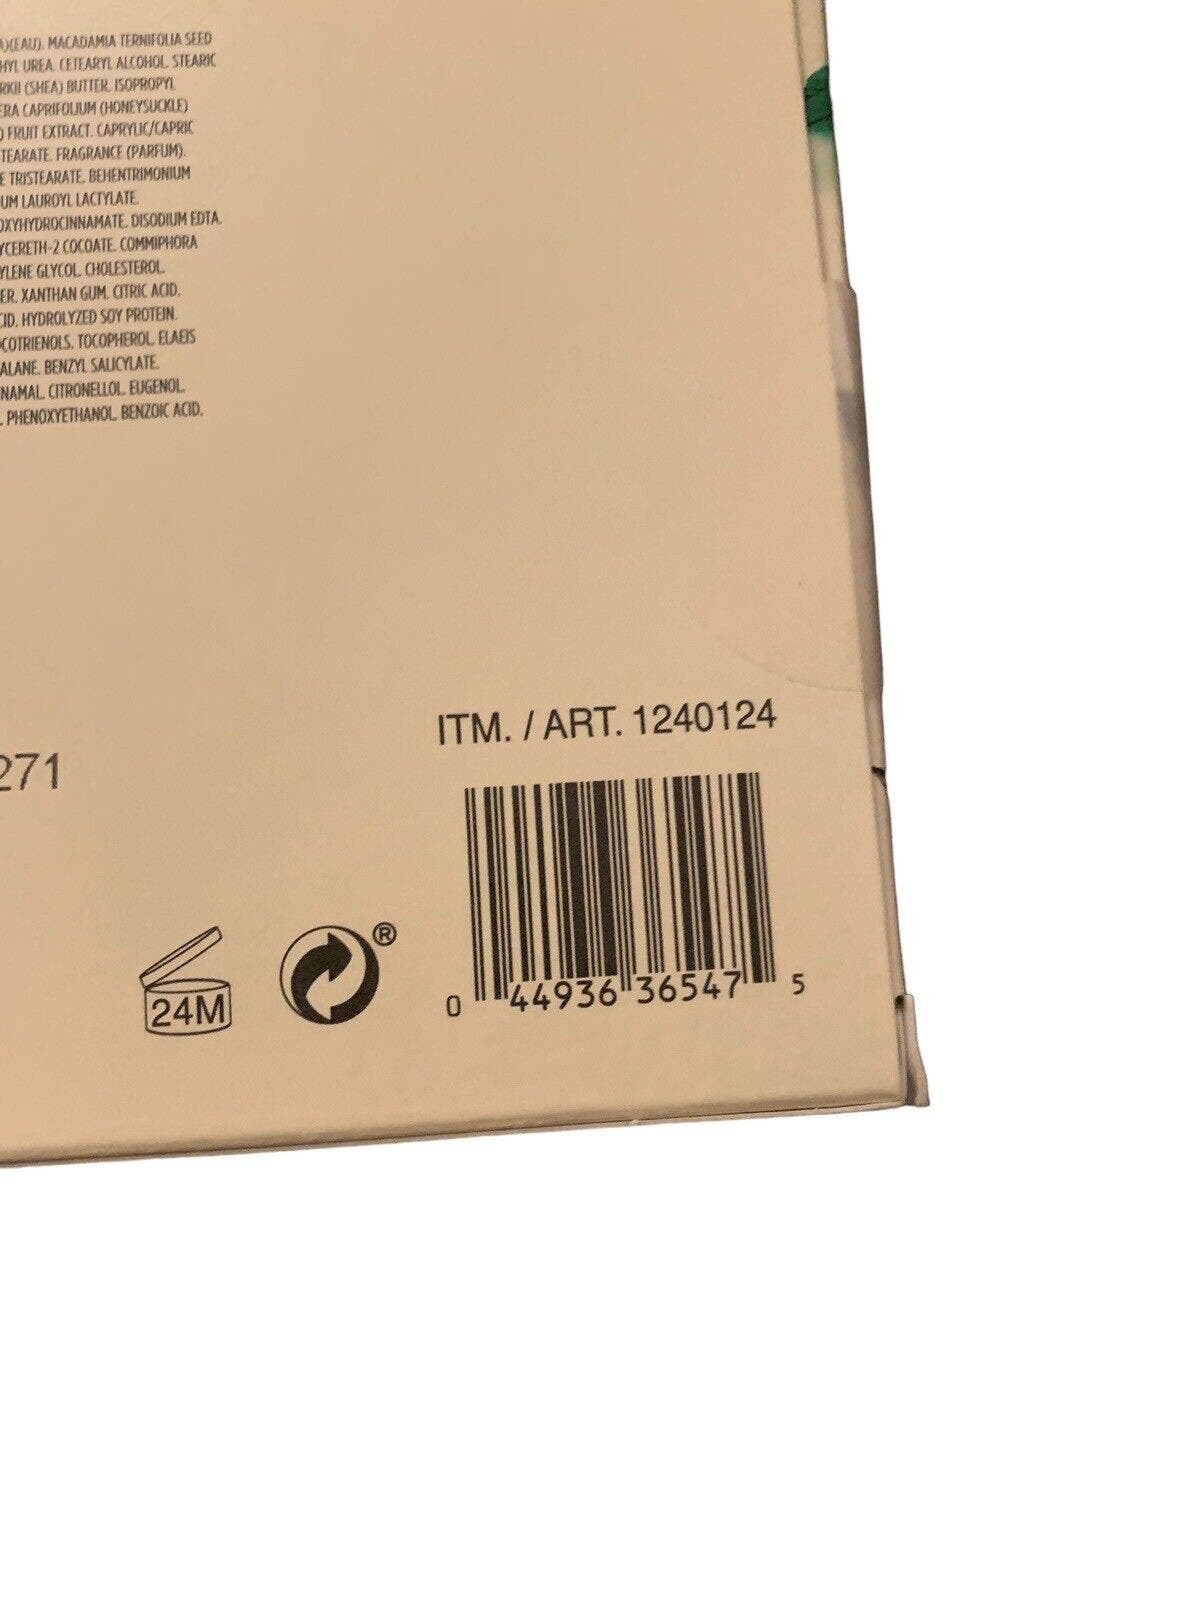 )(EAU). MACADAMIA TERNIFOLIA SEED
HYL UREA. CETEARYL ALCOHOL. STEARIC
RKII (SHEA) BUTTER. ISOPROPYL
ERA CAPRIFOLIUM (HONEYSUCKLE)
) FRUIT EXTRACT. CAPRYLIC/CAPRIC
TEARATE. FRAGRANCE (PARFUM).
E TRISTEARATE. BEHENTRIMONIUM
UM LAUROYL LACTYLATE.
OXYHYDROCINNAMATE. DISODIUM EDTA.
YCERETH-2 COCOATE. COMMIPHORA
YLENE GLYCOL. CHOLESTEROL.
ER. XANTHAN GUM. CITRIC ACID.
CID. HYDROLYZED SOY PROTEIN.
COTRIENOLS. TOCOPHEROL. ELAEIS
ALANE. BENZYL SALICYLATE.
NAMAL. CITRONELLOL. EUGENOL.
. PHENOXYETHANOL. BENZOIC ACID.
ITM. / ART. 1240124
271
24M
®
0 44936 36547 5